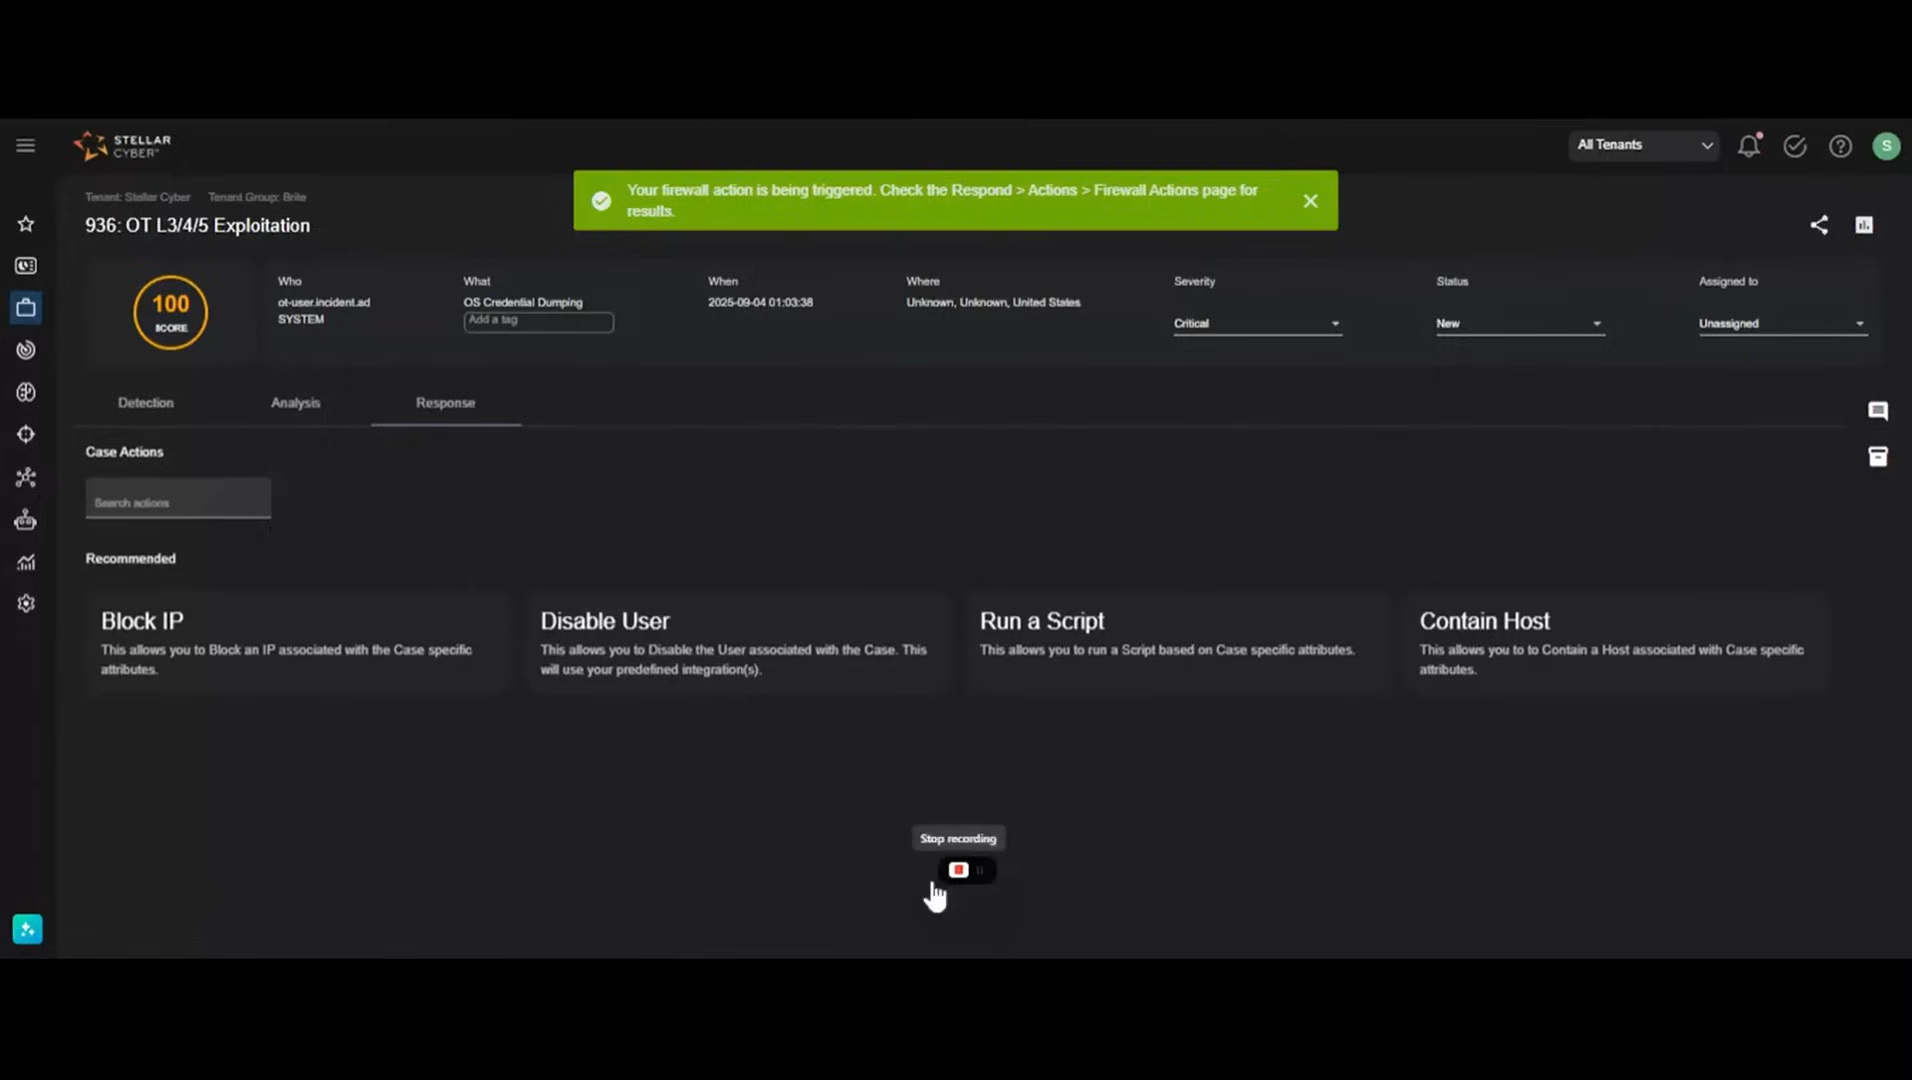 STELLAR
CYBER
All Tenants
S
Your firewall action is being triggered. Check the Respond > Actions > Firewall Actions page for
results.
Tenant: Stellar Cyber Tenant Group: Brite
936: OT L3/4/5 Exploitation
100
SCORE
Who
ot-user.incident.ad
SYSTEM
What
OS Credential Dumping
Add a tag
When
2025-09-04 01:03:38
Where
Unknown, Unknown, United States
Severity
Critical
Status
New
Assigned to
Unassigned
Detection
Analysis
Response
Case Actions
Search actions
Recommended
Block IP
This allows you to Block an IP associated with the Case specific
attributes.
Disable User
This allows you to Disable the User associated with the Case. This
will use your predefined integration(s).
Run a Script
This allows you to run a Script based on Case specific attributes.
Contain Host
This allows you to to Contain a Host associated with Case specific
attributes.
Stop recording